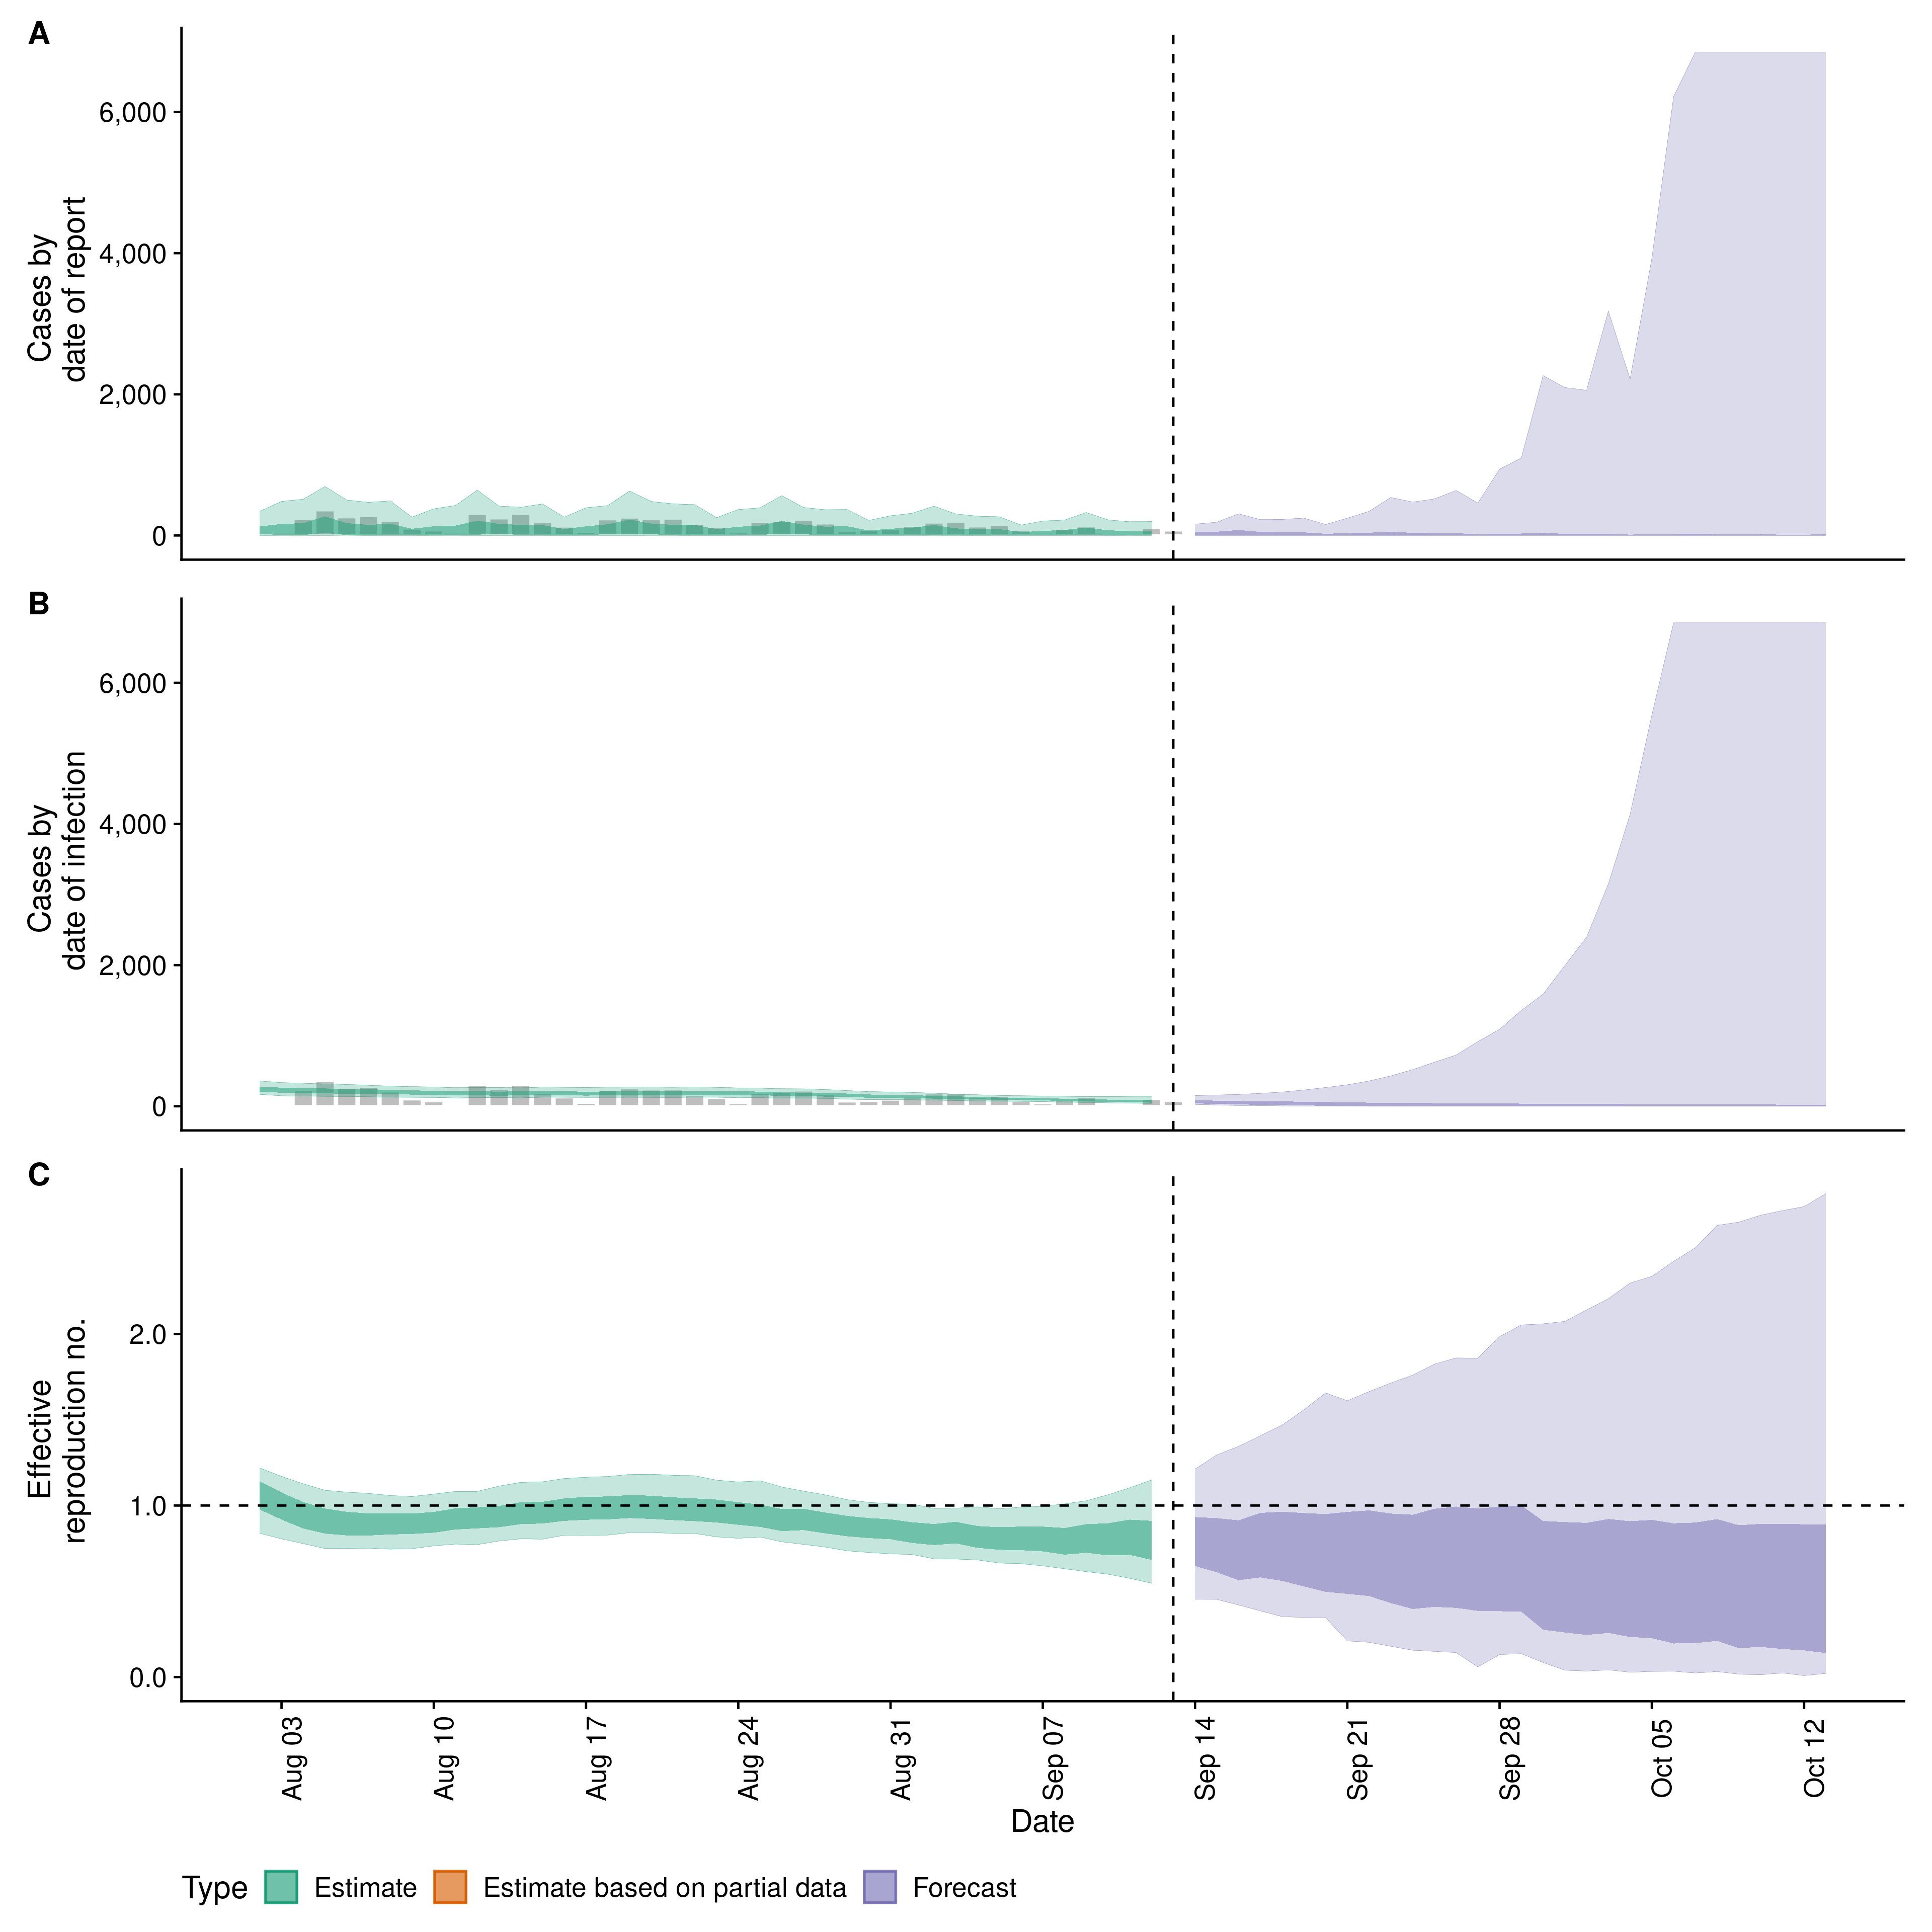 A
Cases by
date of report
6,000
4,000
2,000
0
B
Cases by
date of infection
6,000
4,000
2,000
0
C
Effective
reproduction no.
2.0
1.0
0.0
Aug 03
Aug 10
Aug 17
Aug 24
Aug 31
Sep 07
Sep 14
Sep 21
Sep 28
Oct 05
Oct 12
Date
Type Estimate Estimate based on partial data Forecast